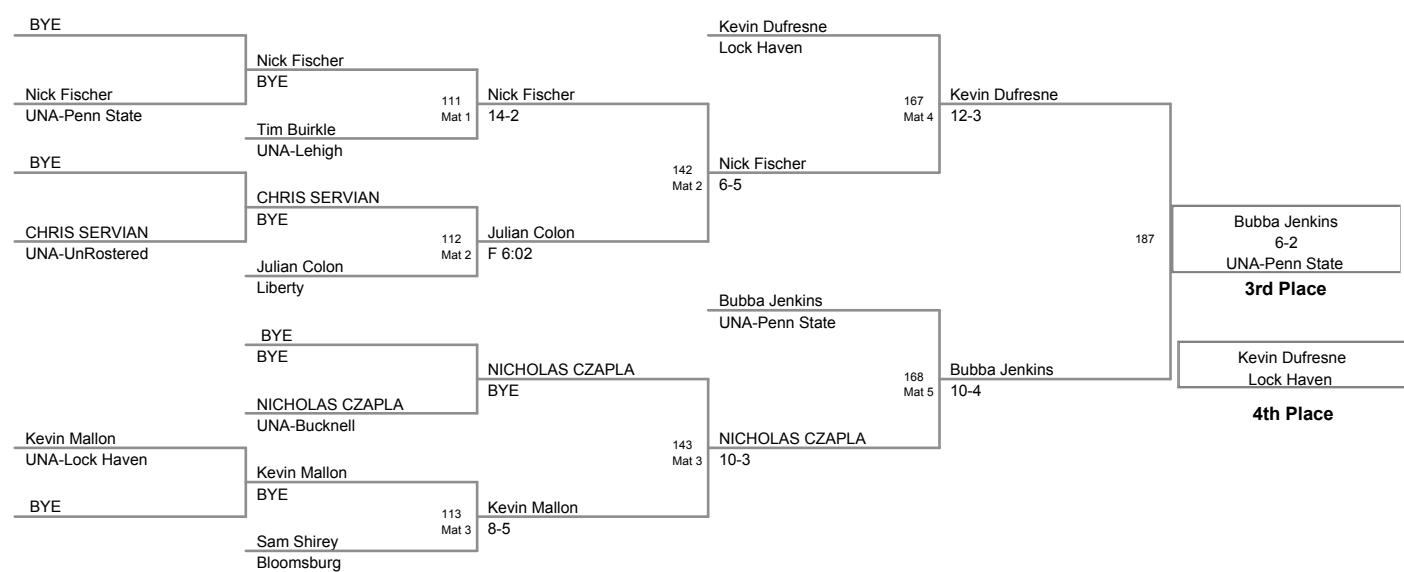 BYE
Nick Fischer
UNA-Penn State
BYE
CHRIS SERVIAN
UNA-UnRostered
Kevin Mallon
UNA-Lock Haven
BYE
Nick Fischer
BYE
Tim Buirkle
UNA-Lehigh
CHRIS SERVIAN
BYE
Julian Colon
Liberty
BYE
BYE
NICHOLAS CZAPLA
UNA-Bucknell
Kevin Mallon
BYE
Sam Shirey
Bloomsburg
111
Mat 1
112
Mat 2
113
Mat 3
Nick Fischer
14-2
Julian Colon
F 6:02
NICHOLAS CZAPLA
BYE
Kevin Mallon
8-5
142
Mat 2
143
Mat 3
Kevin Dufresne
Lock Haven
Nick Fischer
6-5
Bubba Jenkins
UNA-Penn State
NICHOLAS CZAPLA
10-3
167
Mat 4
168
Mat 5
Kevin Dufresne
12-3
Bubba Jenkins
10-4
187
Bubba Jenkins
6-2
UNA-Penn State
3rd Place
Kevin Dufresne
Lock Haven
4th Place